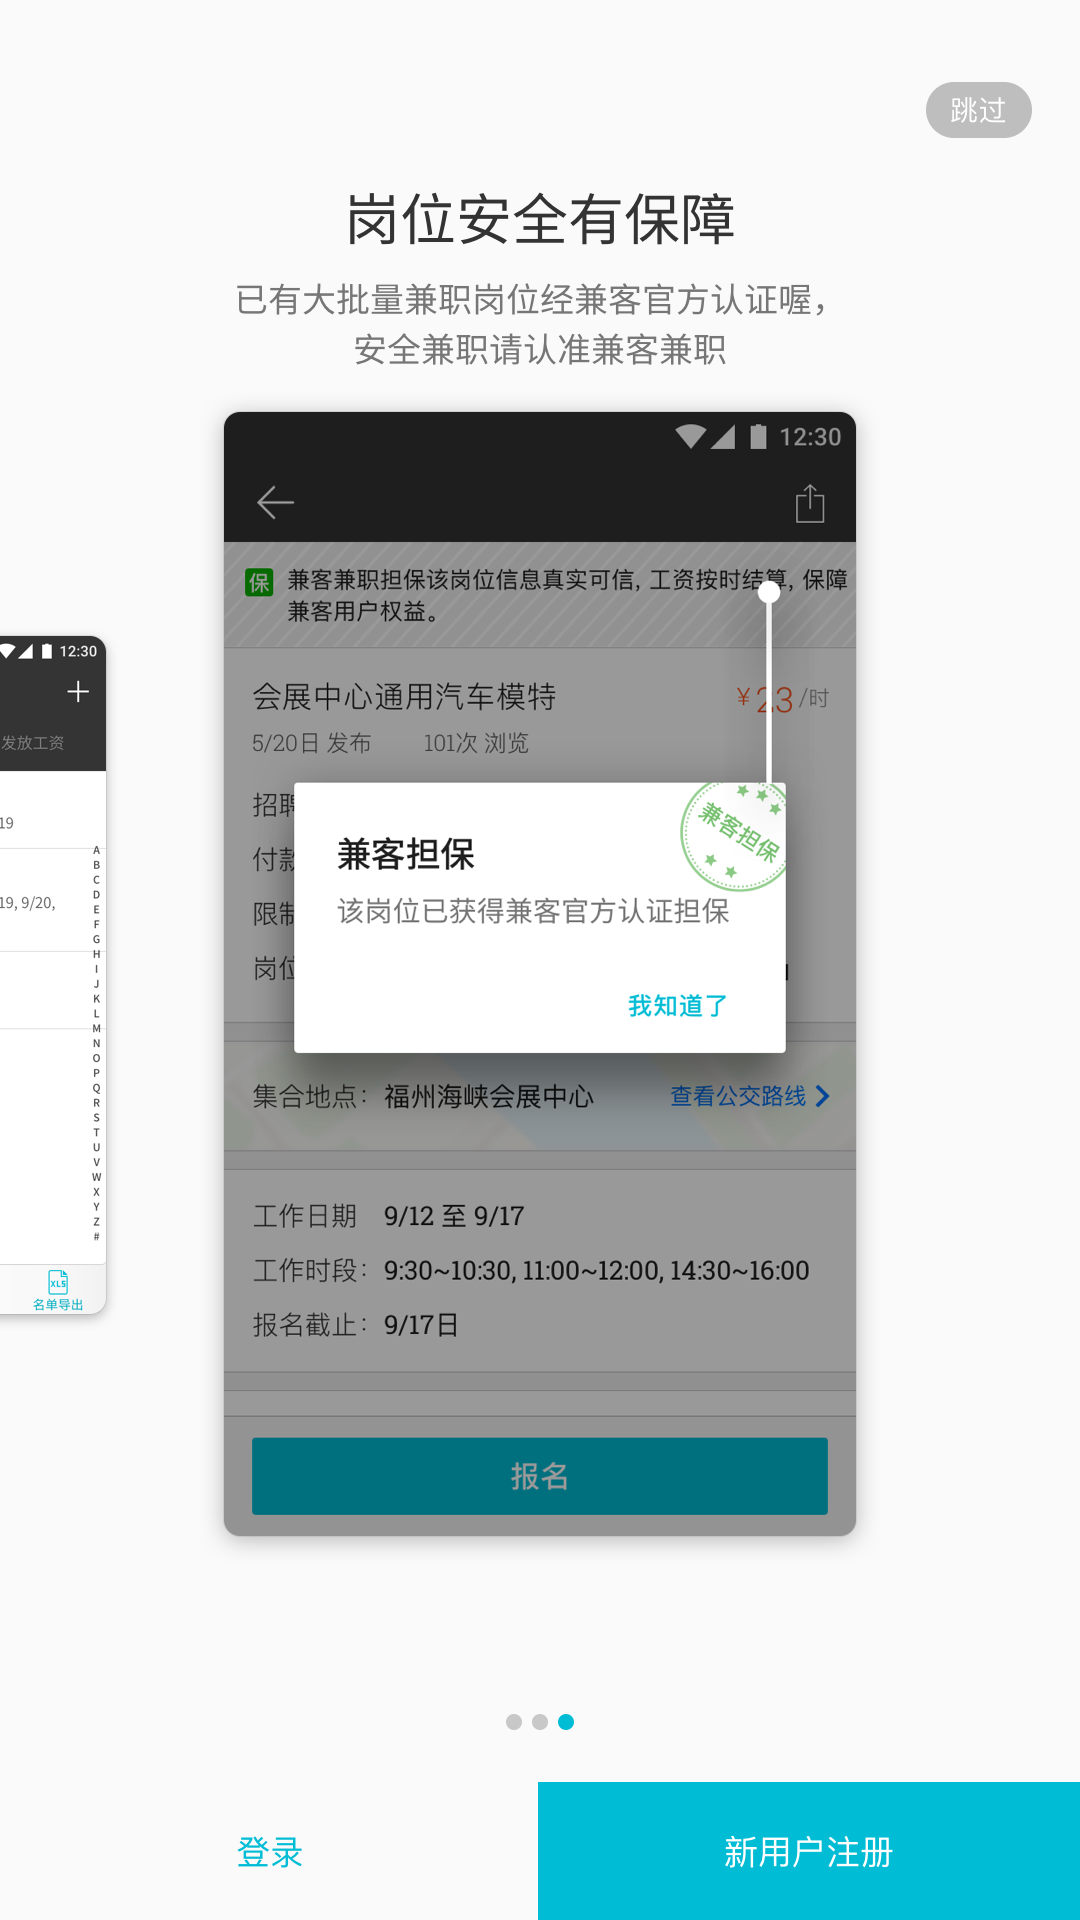 跳过
岗位安全有保障
已有大批量兼职岗位经兼客官方认证喔，
安全兼职请认准兼客兼职
12:30
保 兼客兼职担保该岗位信息真实可信, 工资按时结算, 保障
兼客用户权益。
12:30
发放工资
会展中心通用汽车模特
¥23/时
5/20日 发布 101次 浏览
招聘
付款
限制
岗位
兼客担保
兼客担保
该岗位已获得兼客官方认证担保
我知道了
19
19, 9/20,
A
B
C
D
E
F
G
H
I
J
K
L
M
N
O
P
Q
R
S
T
U
V
W
X
Y
Z
#
XLS
名单导出
集合地点： 福州海峡会展中心 查看公交路线
工作日期 9/12 至 9/17
工作时段： 9:30~10:30, 11:00~12:00, 14:30~16:00
报名截止： 9/17日
报名
登录
新用户注册